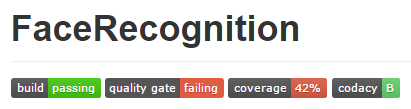 FaceRecognition
build passing quality gate failing coverage 42% codacy B